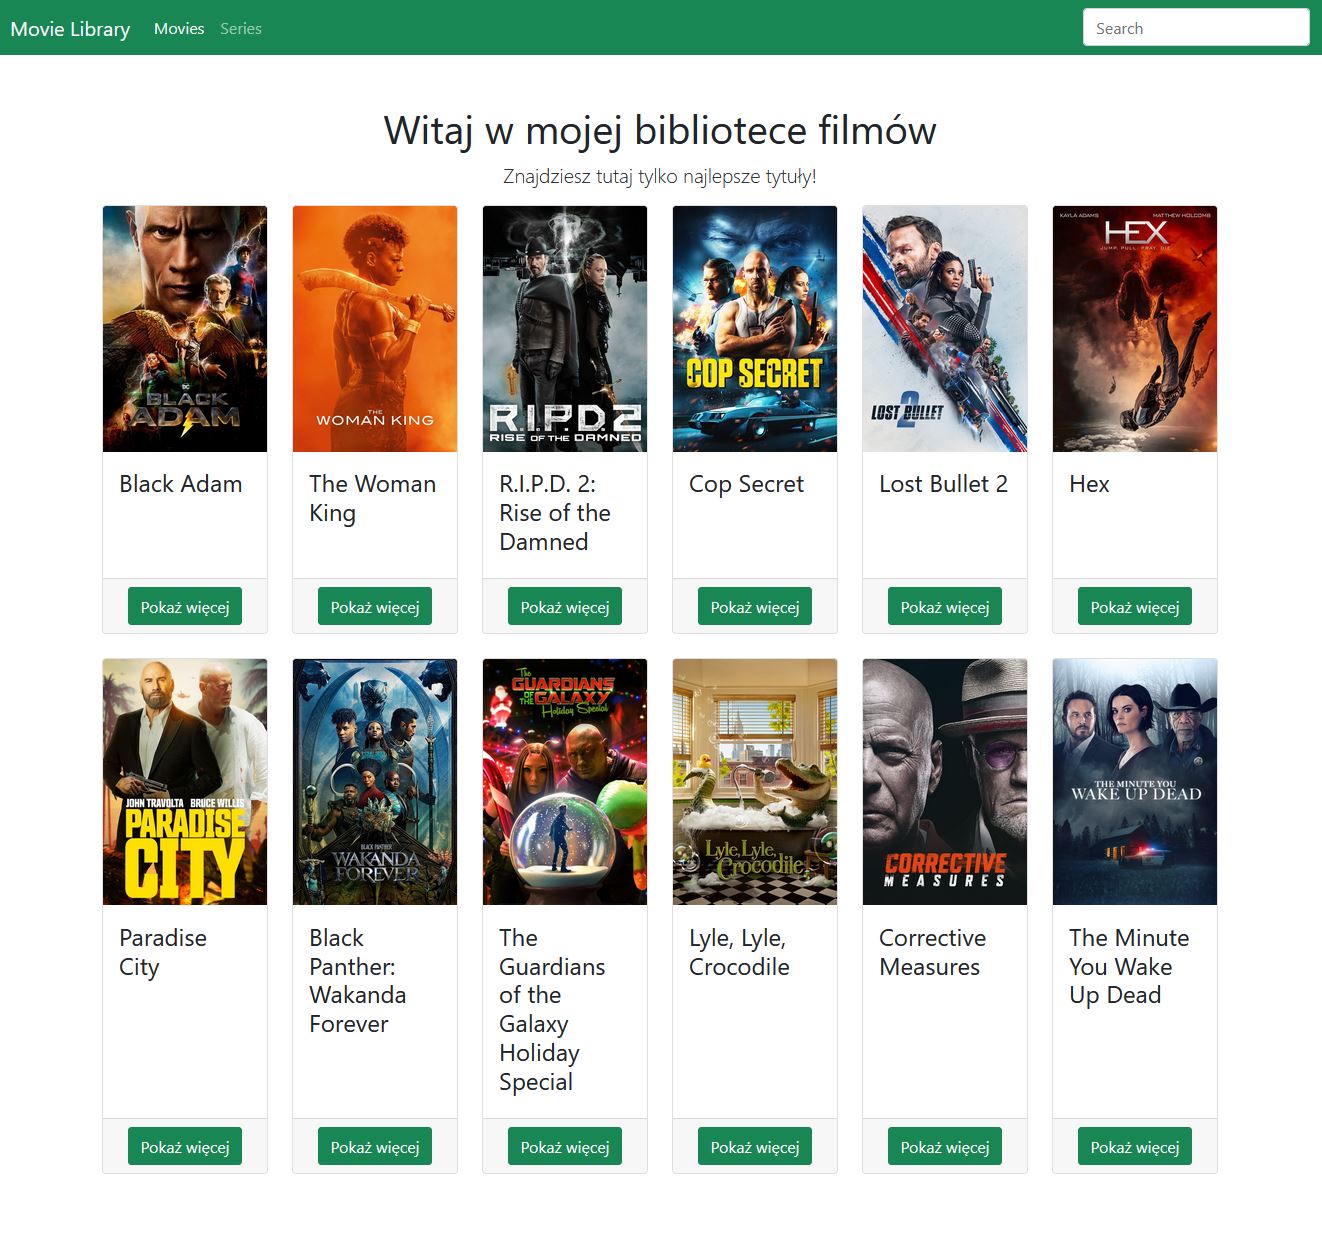 Movie Library Movies Series Search
Witaj w mojej bibliotece filmów
Znajdziesz tutaj tylko najlepsze tytuły!
DC
BLACK
ADAM
THE
WOMAN KING
R.I.P.D. 2
RISE OF THE DAMNED
COP SECRET
LOST BULLET
2
KAYLA ADAMS MATTHEW HOLCOMB
HEX
JUMP. PULL. PRAY. DIE.
Black Adam
The Woman
King
R.I.P.D. 2:
Rise of the
Damned
Cop Secret
Lost Bullet 2
Hex
Pokaż więcej
Pokaż więcej
Pokaż więcej
Pokaż więcej
Pokaż więcej
Pokaż więcej
JOHN TRAVOLTA BRUCE WILLIS
PARADISE
CITY
BLACK PANTHER
WAKANDA
FOREVER
The
GUARDIANS
OF THE GALAXY
Holiday Special
Lyle, Lyle,
Crocodile
CORRECTIVE
MEASURES
THE MINUTE YOU
WAKE UP DEAD
Paradise
City
Black
Panther:
Wakanda
Forever
The
Guardians
of the
Galaxy
Holiday
Special
Lyle, Lyle,
Crocodile
Corrective
Measures
The Minute
You Wake
Up Dead
Pokaż więcej
Pokaż więcej
Pokaż więcej
Pokaż więcej
Pokaż więcej
Pokaż więcej